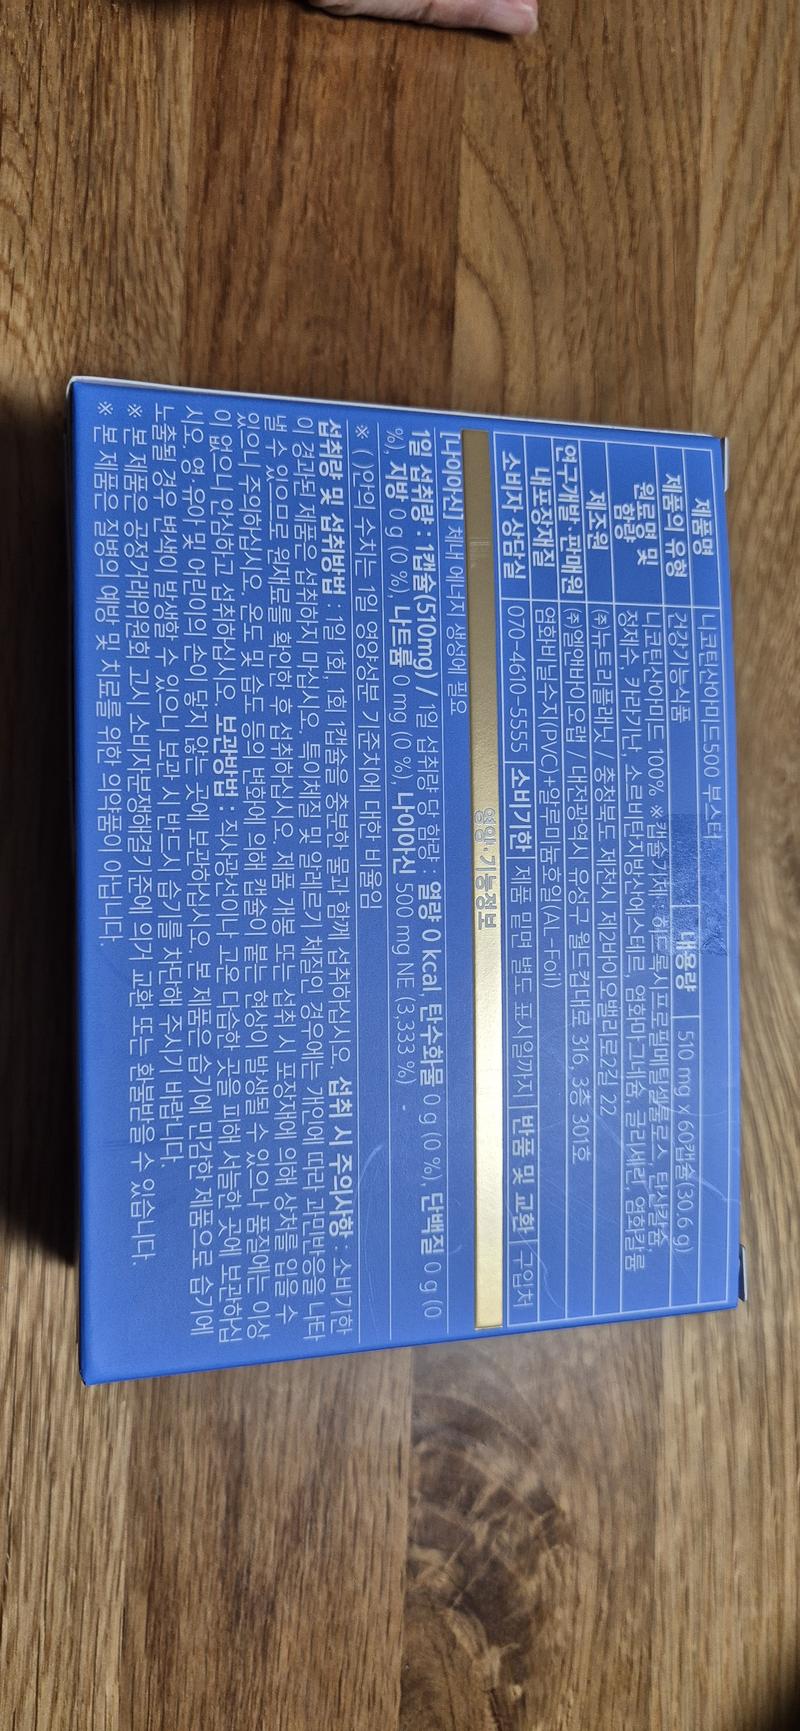 제품명 니코틴산아미드500 부스터
제품의 유형 건강기능식품 내용량 510 mg x 60캡슐(30.6 g)
원료명 및 함량 니코틴산아미드 100% ※ 캡슐기제 : 히드록시프로필메틸셀룰로스, 탄산칼슘,
정제수, 카라기난, 소르비탄지방산에스테르, 염화마그네슘, 글리세린, 염화칼륨
제조원 (주)뉴트리플래닛 / 충청북도 제천시 제2바이오밸리로2길 22
연구개발·판매원 (주)엘앤바이오랩 / 대전광역시 유성구 월드컵대로 316, 3층 301호
내포장재질 염화비닐수지(PVC)+알루미늄호일(AL-Foil)
소비자 상담실 070-4610-5555 소비기한 제품 밑면 별도 표시일까지 반품 및 교환 구입처
영양·기능정보
[나이아신] 체내 에너지 생성에 필요
1일 섭취량 : 1캡슐(510mg) / 1일 섭취량 당 함량 : 열량 0 kcal, 탄수화물 0 g (0 %), 단백질 0 g (0
%), 지방 0 g (0 %), 나트륨 0 mg (0 %), 나이아신 500 mg NE (3,333 %) -
※ ( )안의 수치는 1일 영양성분 기준치에 대한 비율임
섭취량 및 섭취방법 : 1일 1회, 1회 1캡슐을 충분한 물과 함께 섭취하십시오. 섭취 시 주의사항 : 소비기한
이 경과된 제품은 섭취하지 마십시오. 특이체질 및 알레르기 체질인 경우에는 개인에 따라 과민반응을 나타
낼 수 있으므로 원재료를 확인한 후 섭취하십시오. 제품 개봉 또는 섭취 시 포장재에 의해 상처를 입을 수
있으니 주의하십시오. 온도 및 습도 등의 변화에 의해 캡슐이 붙는 현상이 발생될 수 있으나 품질에는 이상
이 없으니 안심하고 섭취하십시오. 보관방법 : 직사광선이나 고온 다습한 곳을 피해 서늘한 곳에 보관하십
시오. 영·유아 및 어린이의 손이 닿지 않는 곳에 보관하십시오. 본 제품은 습기에 민감한 제품으로 습기에
노출될 경우 변색이 발생할 수 있으니 보관 시 반드시 습기를 차단해 주시기 바랍니다.
※ 본 제품은 공정거래위원회 고시 소비자분쟁해결기준에 의거 교환 또는 환불받을 수 있습니다.
※ 본 제품은 질병의 예방 및 치료를 위한 의약품이 아닙니다.